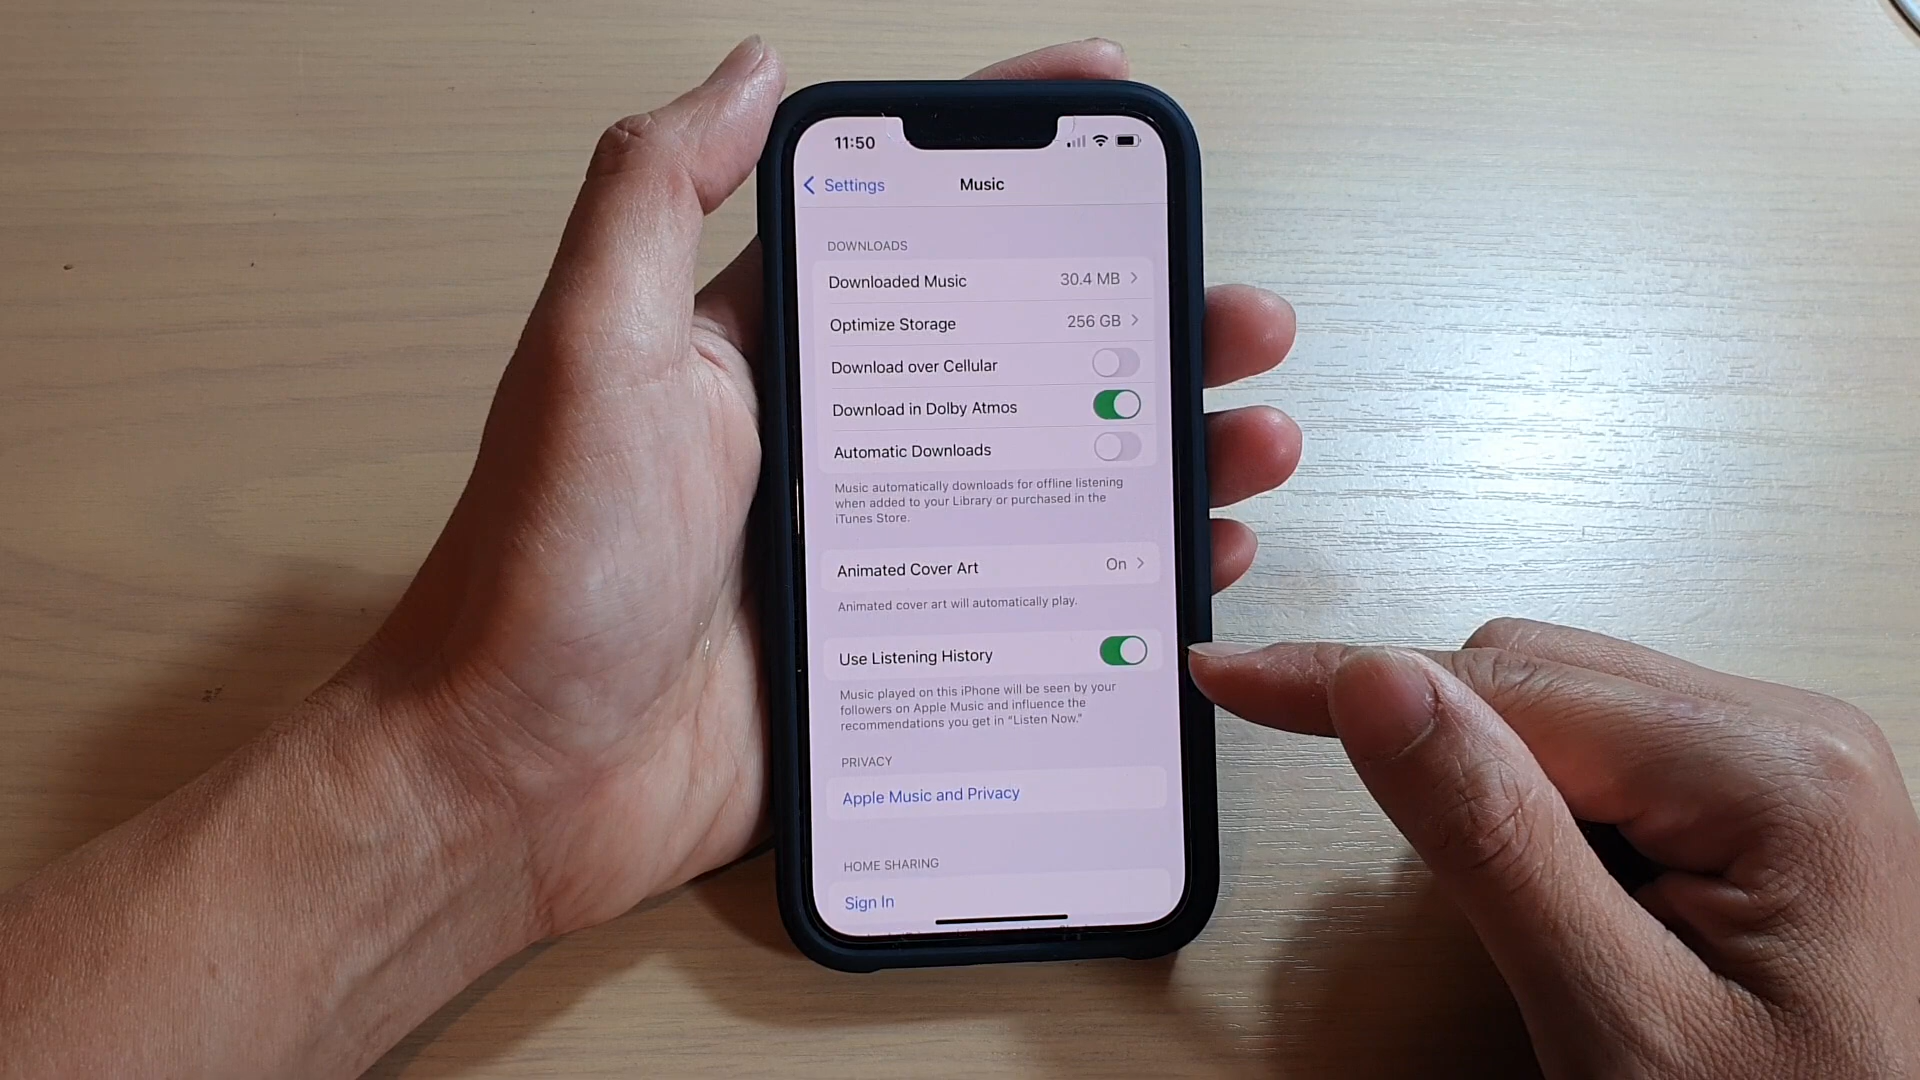 11:50
Settings
Music
DOWNLOADS
Downloaded Music 30.4 MB
Optimize Storage 256 GB
Download over Cellular
Download in Dolby Atmos
Automatic Downloads
Music automatically downloads for offline listening
when added to your Library or purchased in the
iTunes Store.
Animated Cover Art On
Animated cover art will automatically play.
Use Listening History
Music played on this iPhone will be seen by your
followers on Apple Music and influence the
recommendations you get in “Listen Now.”
PRIVACY
Apple Music and Privacy
HOME SHARING
Sign In